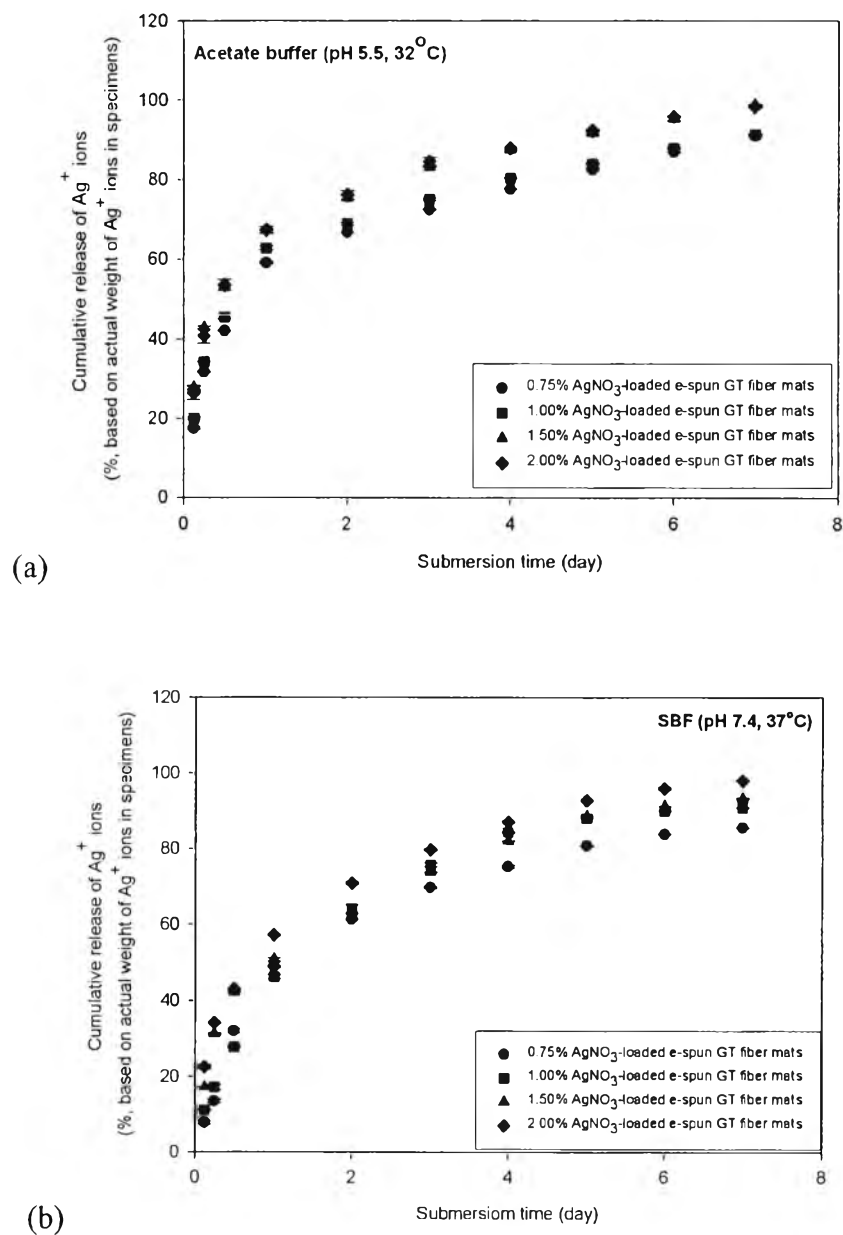 Acetate buffer (pH 5.5, 32°C)
120
100
80
60
40
20
0
Cumulative release of Ag⁺ ions
(%, based on actual weight of Ag⁺ ions in specimens)
0.75% AgNO₃-loaded e-spun GT fiber mats
1.00% AgNO₃-loaded e-spun GT fiber mats
1.50% AgNO₃-loaded e-spun GT fiber mats
2.00% AgNO₃-loaded e-spun GT fiber mats
0 2 4 6 8
Submersion time (day)
(a)
SBF (pH 7.4, 37°C)
120
100
80
60
40
20
0
Cumulative release of Ag⁺ ions
(%, based on actual weight of Ag⁺ ions in specimens)
0.75% AgNO₃-loaded e-spun GT fiber mats
1.00% AgNO₃-loaded e-spun GT fiber mats
1.50% AgNO₃-loaded e-spun GT fiber mats
2.00% AgNO₃-loaded e-spun GT fiber mats
0 2 4 6 8
Submersiom time (day)
(b)